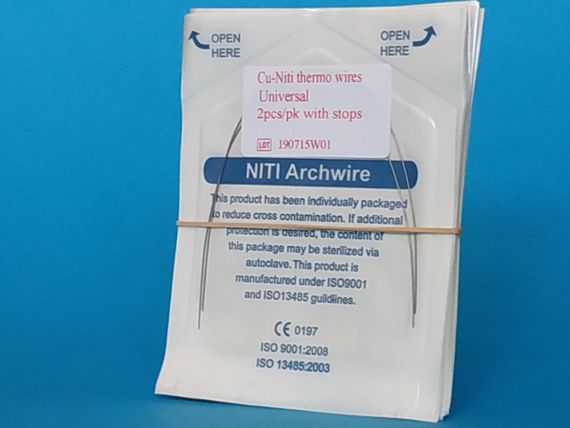 OPEN HERE
OPEN HERE
Cu-Niti thermo wires
Universal
2pcs/pk with stops
LOT 190715W01
NITI Archwire
This product has been individually packaged
to reduce cross contamination. If additional
protection is desired, the content of
this package may be sterilized via
autoclave. This product is
manufactured under ISO9001
and ISO13485 guildlines.
CE 0197
ISO 9001:2008
ISO 13485:2003